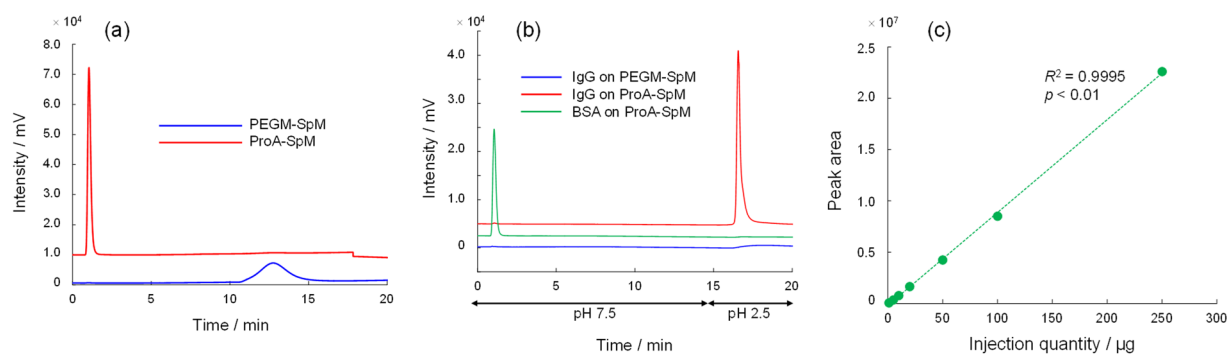 (a)
× 10⁴
8.0
7.0
6.0
5.0
4.0
3.0
2.0
1.0
0
Intensity / mV
PEGM-SpM
ProA-SpM
0 5 10 15 20
Time / min
(b)
× 10⁴
4.0
3.0
2.0
1.0
0
-1.0
Intensity / mV
IgG on PEGM-SpM
IgG on ProA-SpM
BSA on ProA-SpM
0 5 10 15 20
pH 7.5 pH 2.5
Time / min
(c)
× 10⁷
2.5
2.0
1.5
1.0
0.5
0
Peak area
R² = 0.9995
p < 0.01
0 50 100 150 200 250 300
Injection quantity / µg